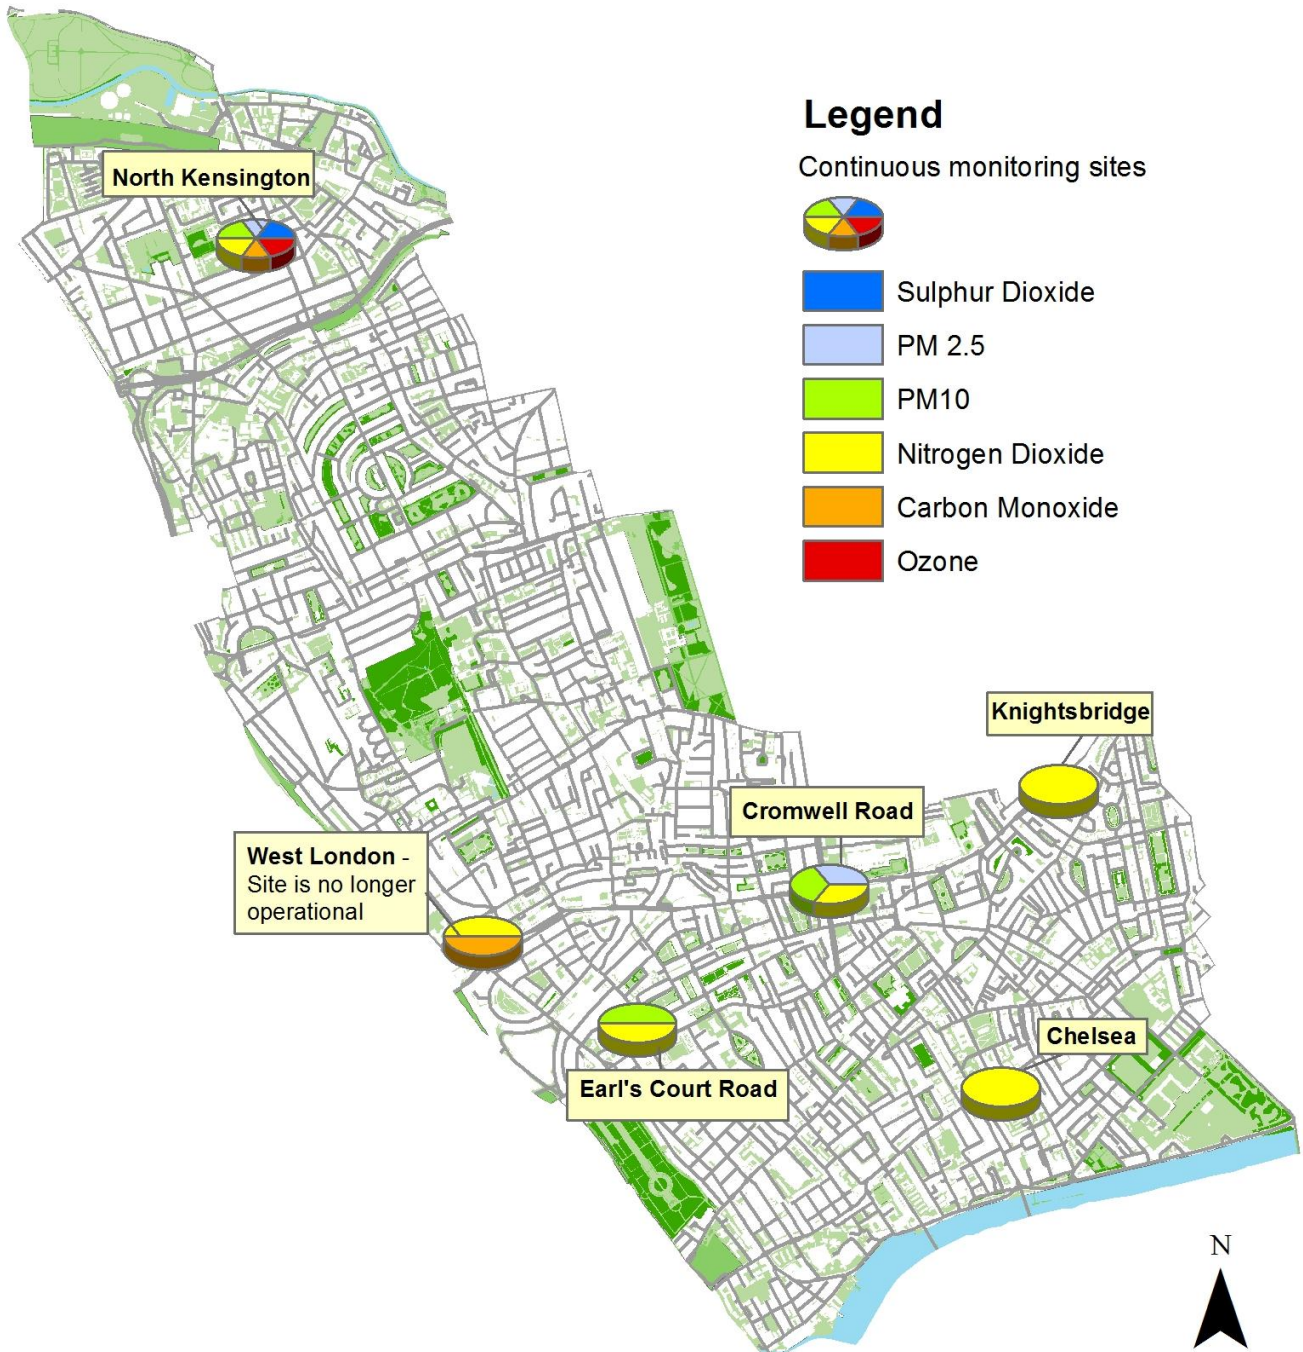 Legend
Continuous monitoring sites
Sulphur Dioxide
PM 2.5
PM10
Nitrogen Dioxide
Carbon Monoxide
Ozone
North Kensington
Knightsbridge
Cromwell Road
West London -
Site is no longer
operational
Chelsea
Earl's Court Road
N